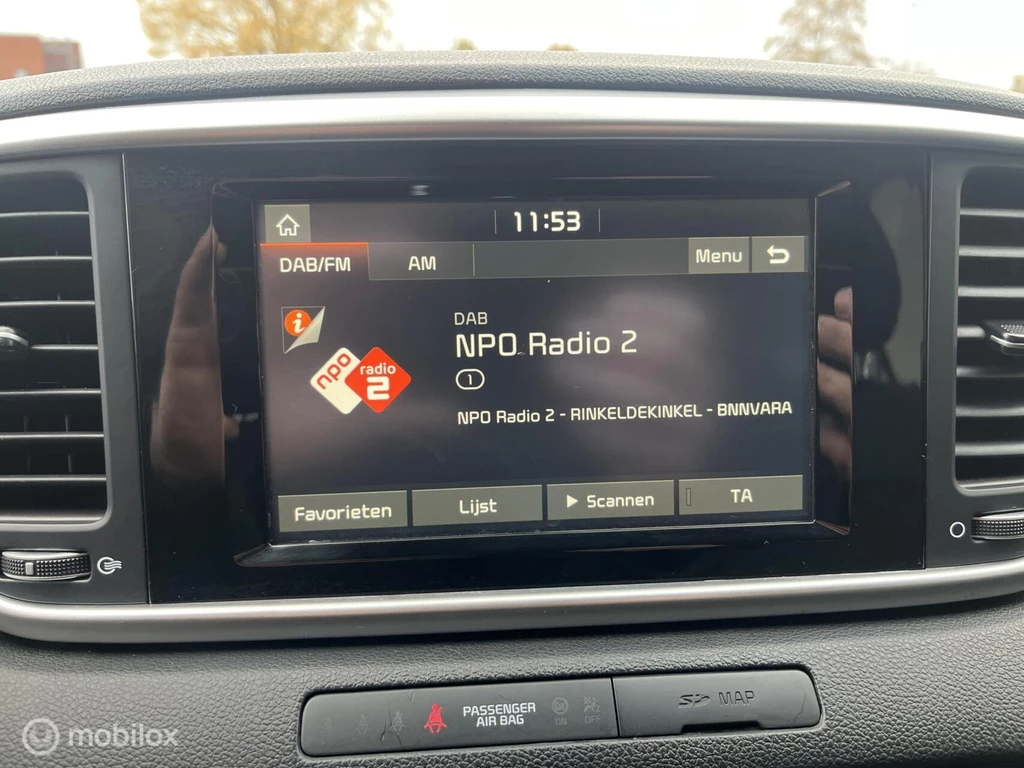 11:53
DAB/FM
AM
Menu
i
DAB
NPO Radio 2
npo
radio
2
1
NPO Radio 2 - RINKELDEKINKEL - BNNVARA
Favorieten
Lijst
Scannen
TA
PASSENGER
AIR BAG
ON
OFF
SD MAP
mobilox